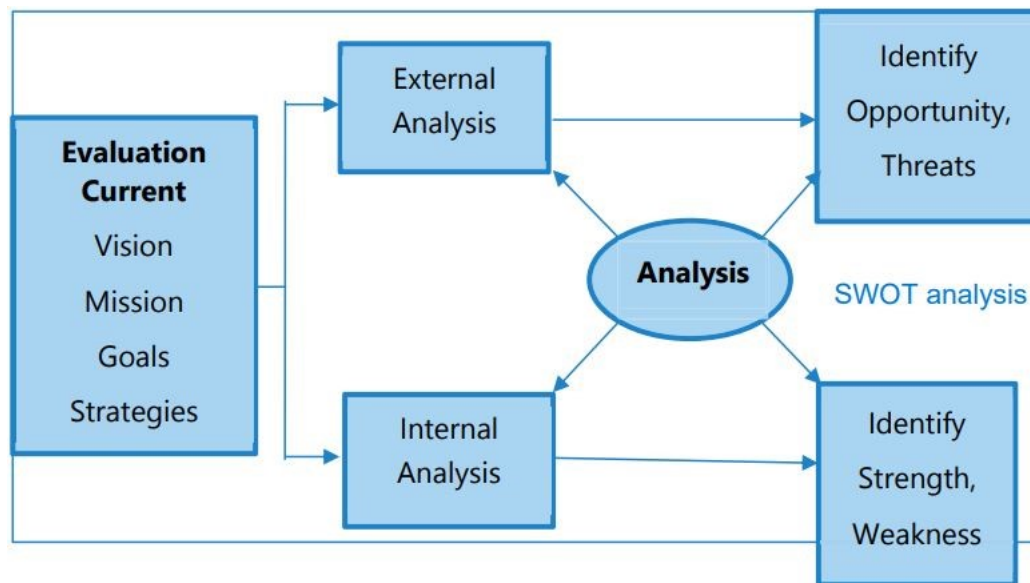 Evaluation
Current
Vision
Mission
Goals
Strategies
External
Analysis
Internal
Analysis
Analysis
Identify
Opportunity,
Threats
SWOT analysis
Identify
Strength,
Weakness